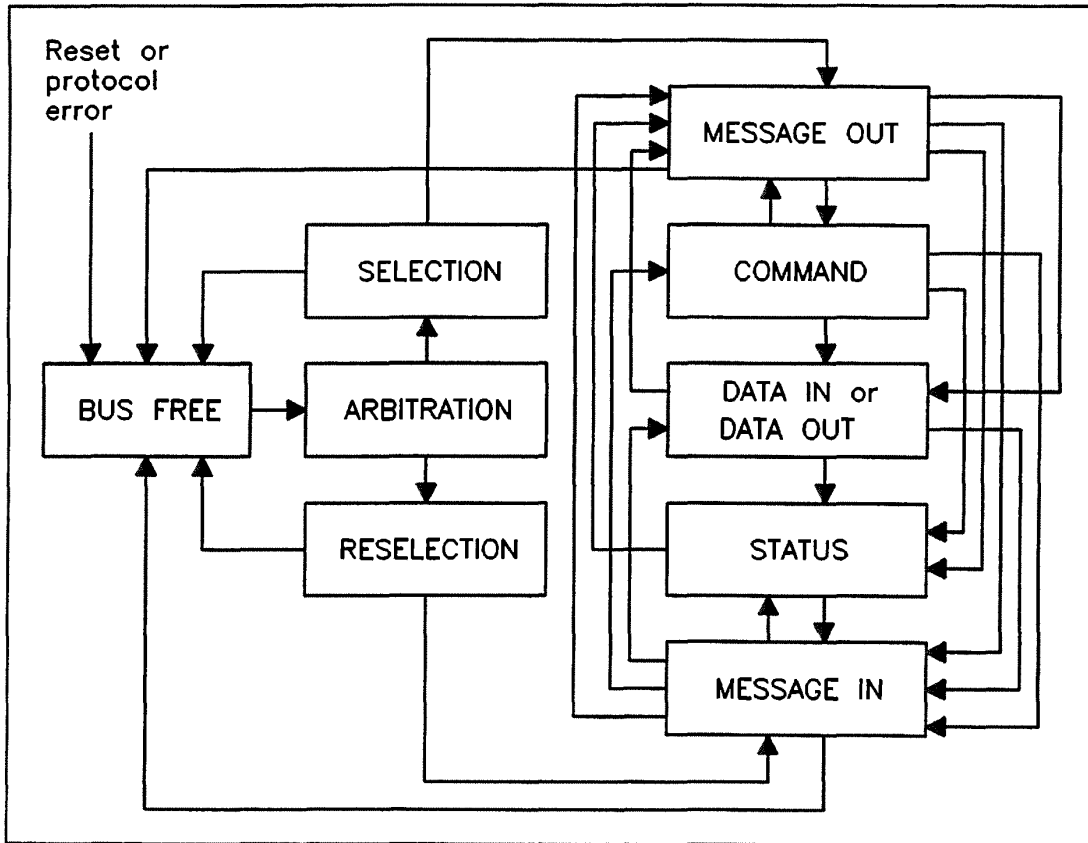 Reset or
protocol
error
MESSAGE OUT
SELECTION
COMMAND
BUS FREE
ARBITRATION
DATA IN or
DATA OUT
RESELECTION
STATUS
MESSAGE IN